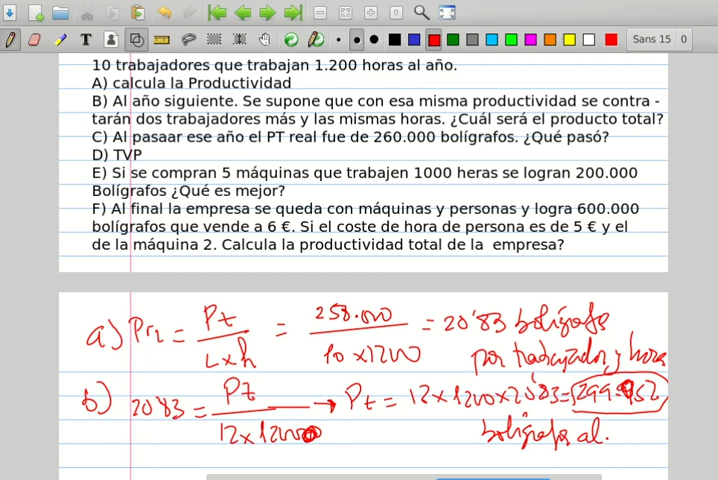 Sans 15 0
10 trabajadores que trabajan 1.200 horas al año.
A) calcula la Productividad
B) Al año siguiente. Se supone que con esa misma productividad se contra -
tarán dos trabajadores más y las mismas horas. ¿Cuál será el producto total?
C) Al pasaar ese año el PT real fue de 260.000 bolígrafos. ¿Qué pasó?
D) TVP
E) Si se compran 5 máquinas que trabajen 1000 heras se logran 200.000
Bolígrafos ¿Qué es mejor?
F) Al final la empresa se queda con máquinas y personas y logra 600.000
bolígrafos que vende a 6 €. Si el coste de hora de persona es de 5 € y el
de la máquina 2. Calcula la productividad total de la empresa?
a) = Pt / L x h = / 10 x 1200 = 20'83 bolígrafos
por trabajador y hora
b) 20'83 = Pt / → Pt = 12 x 1200 x 20'83 =
bolígrafos al.